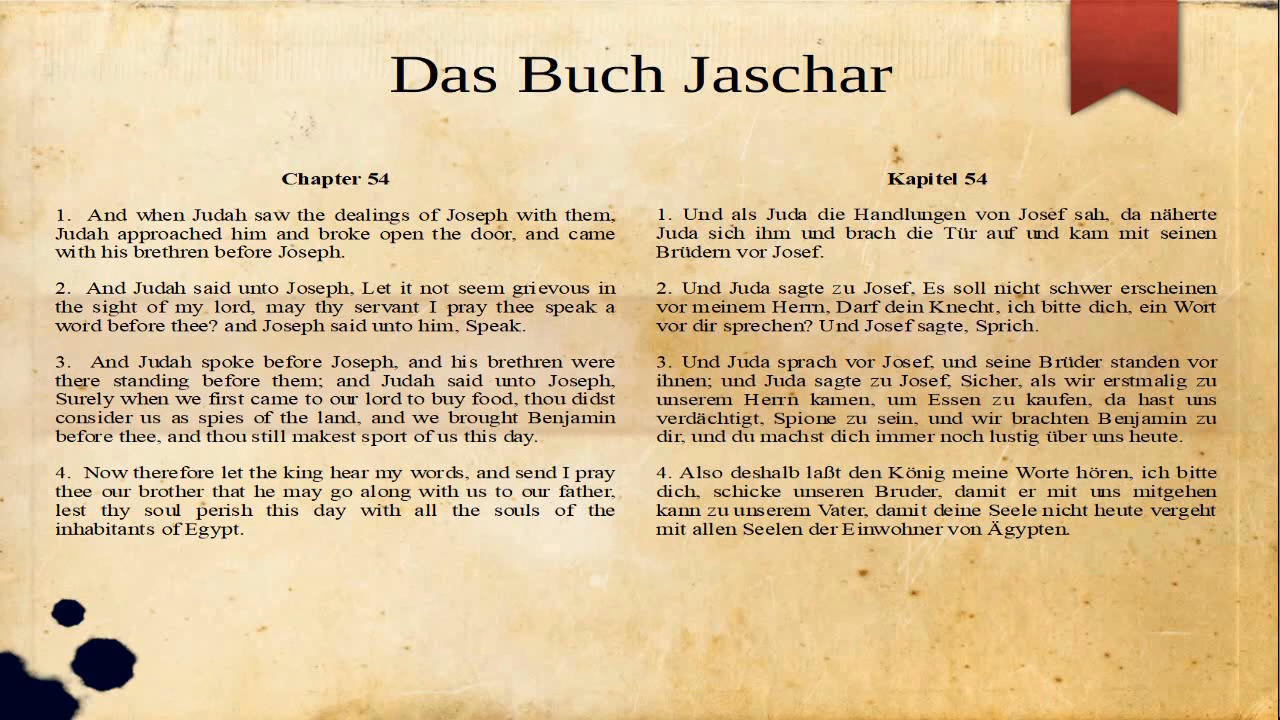 Das Buch Jaschar
Chapter 54
1. And when Judah saw the dealings of Joseph with them,
Judah approached him and broke open the door, and came
with his brethren before Joseph.
2. And Judah said unto Joseph, Let it not seem grievous in
the sight of my lord, may thy servant I pray thee speak a
word before thee? and Joseph said unto him, Speak.
3. And Judah spoke before Joseph, and his brethren were
there standing before them; and Judah said unto Joseph,
Surely when we first came to our lord to buy food, thou didst
consider us as spies of the land, and we brought Benjamin
before thee, and thou still makest sport of us this day.
4. Now therefore let the king hear my words, and send I pray
thee our brother that he may go along with us to our father,
lest thy soul perish this day with all the souls of the
inhabitants of Egypt.
Kapitel 54
1. Und als Juda die Handlungen von Josef sah, da näherte
Juda sich ihm und brach die Tür auf und kam mit seinen
Brüdern vor Josef.
2. Und Juda sagte zu Josef, Es soll nicht schwer erscheinen
vor meinem Herrn, Darf dein Knecht, ich bitte dich, ein Wort
vor dir sprechen? Und Josef sagte, Sprich.
3. Und Juda sprach vor Josef, und seine Brüder standen vor
ihnen; und Juda sagte zu Josef, Sicher, als wir erstmalig zu
unserem Herrn kamen, um Essen zu kaufen, da hast uns
verdächtigt, Spione zu sein, und wir brachten Benjamin zu
dir, und du machst dich immer noch lustig über uns heute.
4. Also deshalb laßt den König meine Worte hören, ich bitte
dich, schicke unseren Bruder, damit er mit uns mitgehen
kann zu unserem Vater, damit deine Seele nicht heute vergeht
mit allen Seelen der Einwohner von Ägypten.